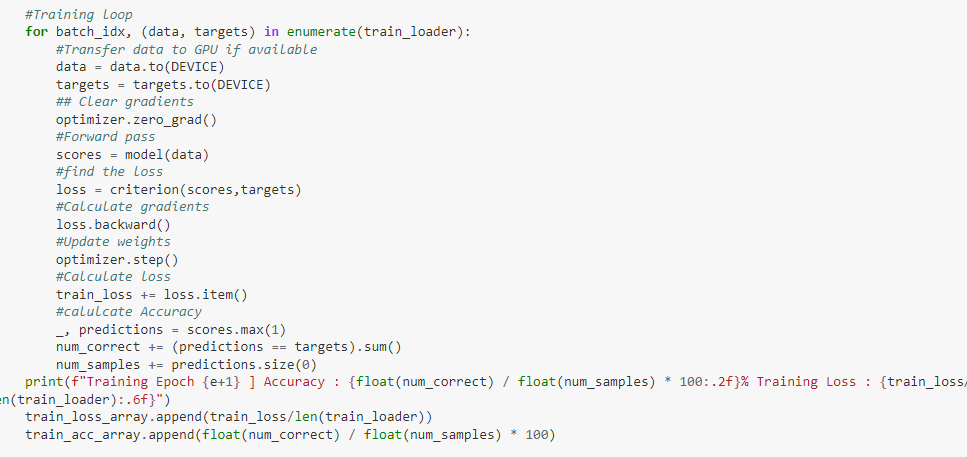 #Training loop
for batch_idx, (data, targets) in enumerate(train_loader):
#Transfer data to GPU if available
data = data.to(DEVICE)
targets = targets.to(DEVICE)
## Clear gradients
optimizer.zero_grad()
#Forward pass
scores = model(data)
#find the loss
loss = criterion(scores,targets)
#Calculate gradients
loss.backward()
#Update weights
optimizer.step()
#Calculate loss
train_loss += loss.item()
#calulcate Accuracy
_, predictions = scores.max(1)
num_correct += (predictions == targets).sum()
num_samples += predictions.size(0)
print(f"Training Epoch {e+1} ] Accuracy : {float(num_correct) / float(num_samples) * 100:.2f}% Training Loss : {train_loss/
en(train_loader):.6f}")
train_loss_array.append(train_loss/len(train_loader))
train_acc_array.append(float(num_correct) / float(num_samples) * 100)